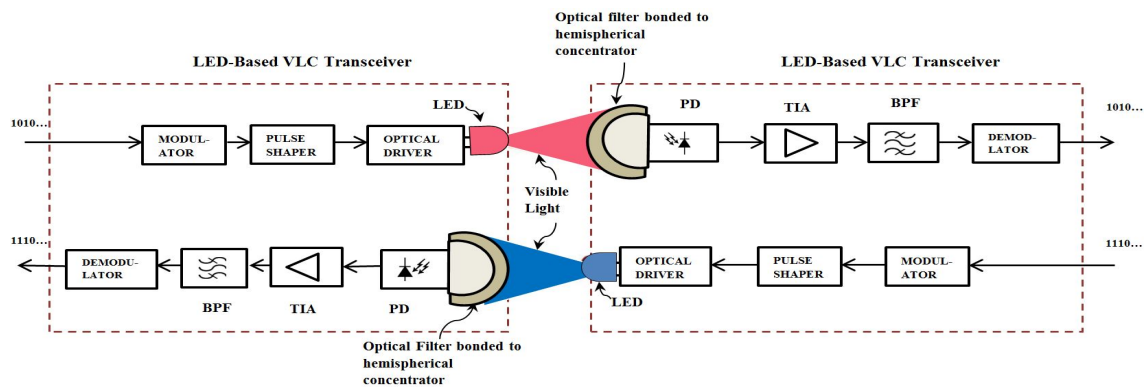 Optical filter bonded to
hemispherical
concentrator
LED-Based VLC Transceiver
LED-Based VLC Transceiver
LED
PD
TIA
BPF
1010...
1010...
MODUL-
ATOR
PULSE
SHAPER
OPTICAL
DRIVER
DEMOD-
LATOR
Visible
Light
1110...
1110...
DEMODU-
LATOR
OPTICAL
DRIVER
PULSE
SHAPER
MODUL-
ATOR
BPF
TIA
PD
LED
Optical Filter bonded to
hemispherical
concentrator